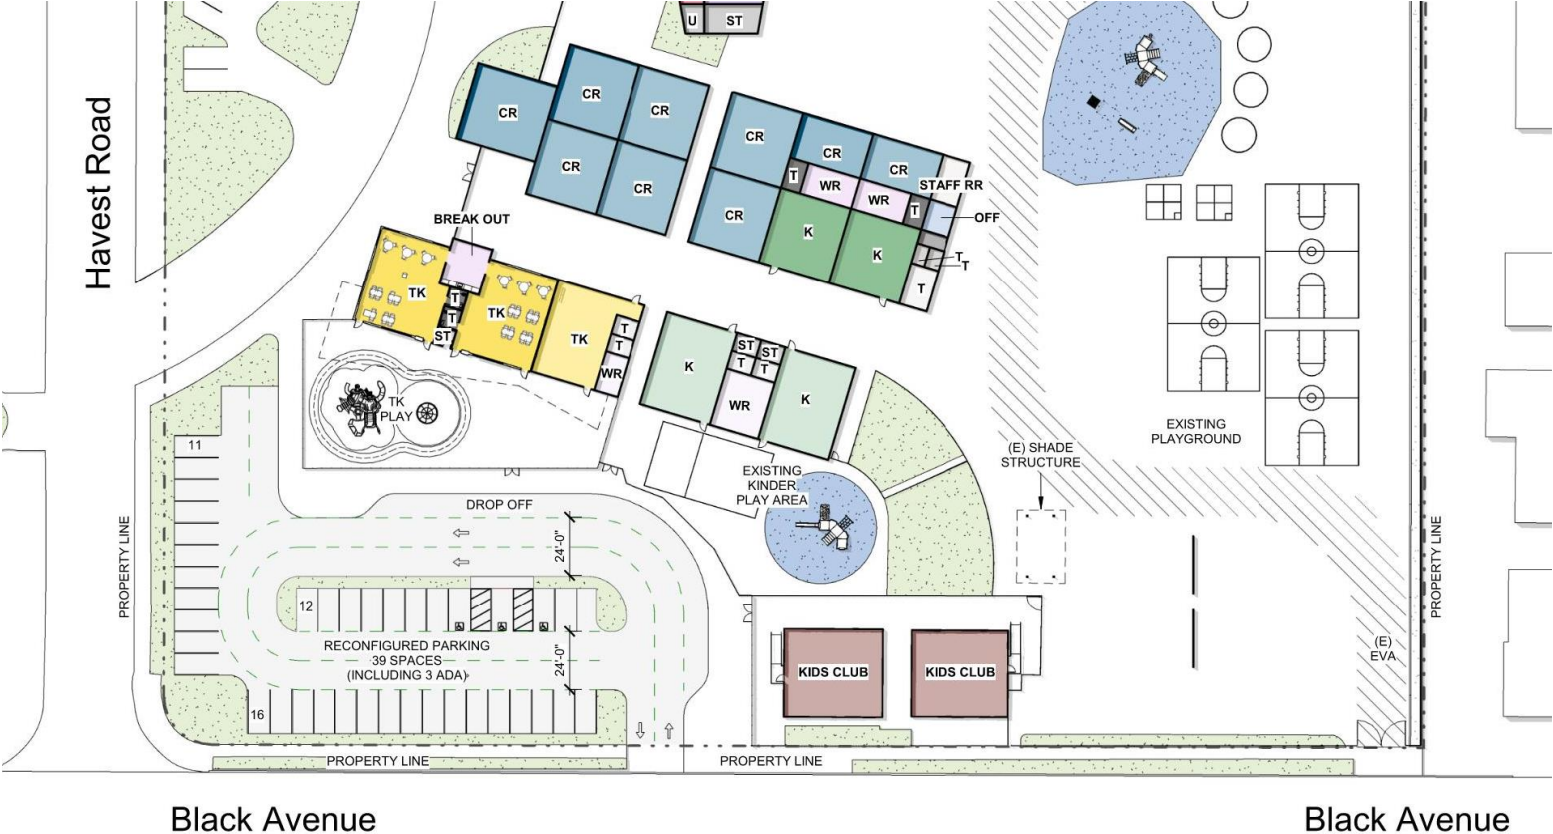 U
ST
Havest Road
CR
CR
CR
CR
CR
CR
CR
CR
CR
T
WR
WR
T
STAFF RR
OFF
K
K
T
T
T
BREAK OUT
TK
T
T
ST
TK
TK
T
T
WR
K
ST
ST
T
T
WR
K
TK
PLAY
EXISTING
KINDER
PLAY AREA
EXISTING
PLAYGROUND
(E) SHADE
STRUCTURE
11
DROP OFF
24'-0"
PROPERTY LINE
PROPERTY LINE
12
RECONFIGURED PARKING
39 SPACES
(INCLUDING 3 ADA)
24'-0"
16
KIDS CLUB
KIDS CLUB
(E)
EVA
PROPERTY LINE
PROPERTY LINE
Black Avenue
Black Avenue